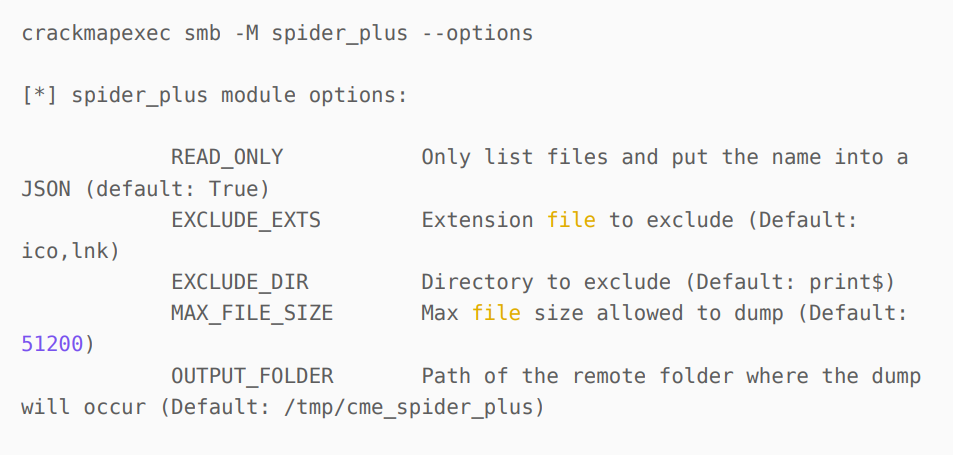 crackmapexec smb -M spider_plus --options
[*] spider_plus module options:
READ_ONLY Only list files and put the name into a
JSON (default: True)
EXCLUDE_EXTS Extension file to exclude (Default:
ico,lnk)
EXCLUDE_DIR Directory to exclude (Default: print$)
MAX_FILE_SIZE Max file size allowed to dump (Default:
51200)
OUTPUT_FOLDER Path of the remote folder where the dump
will occur (Default: /tmp/cme_spider_plus)